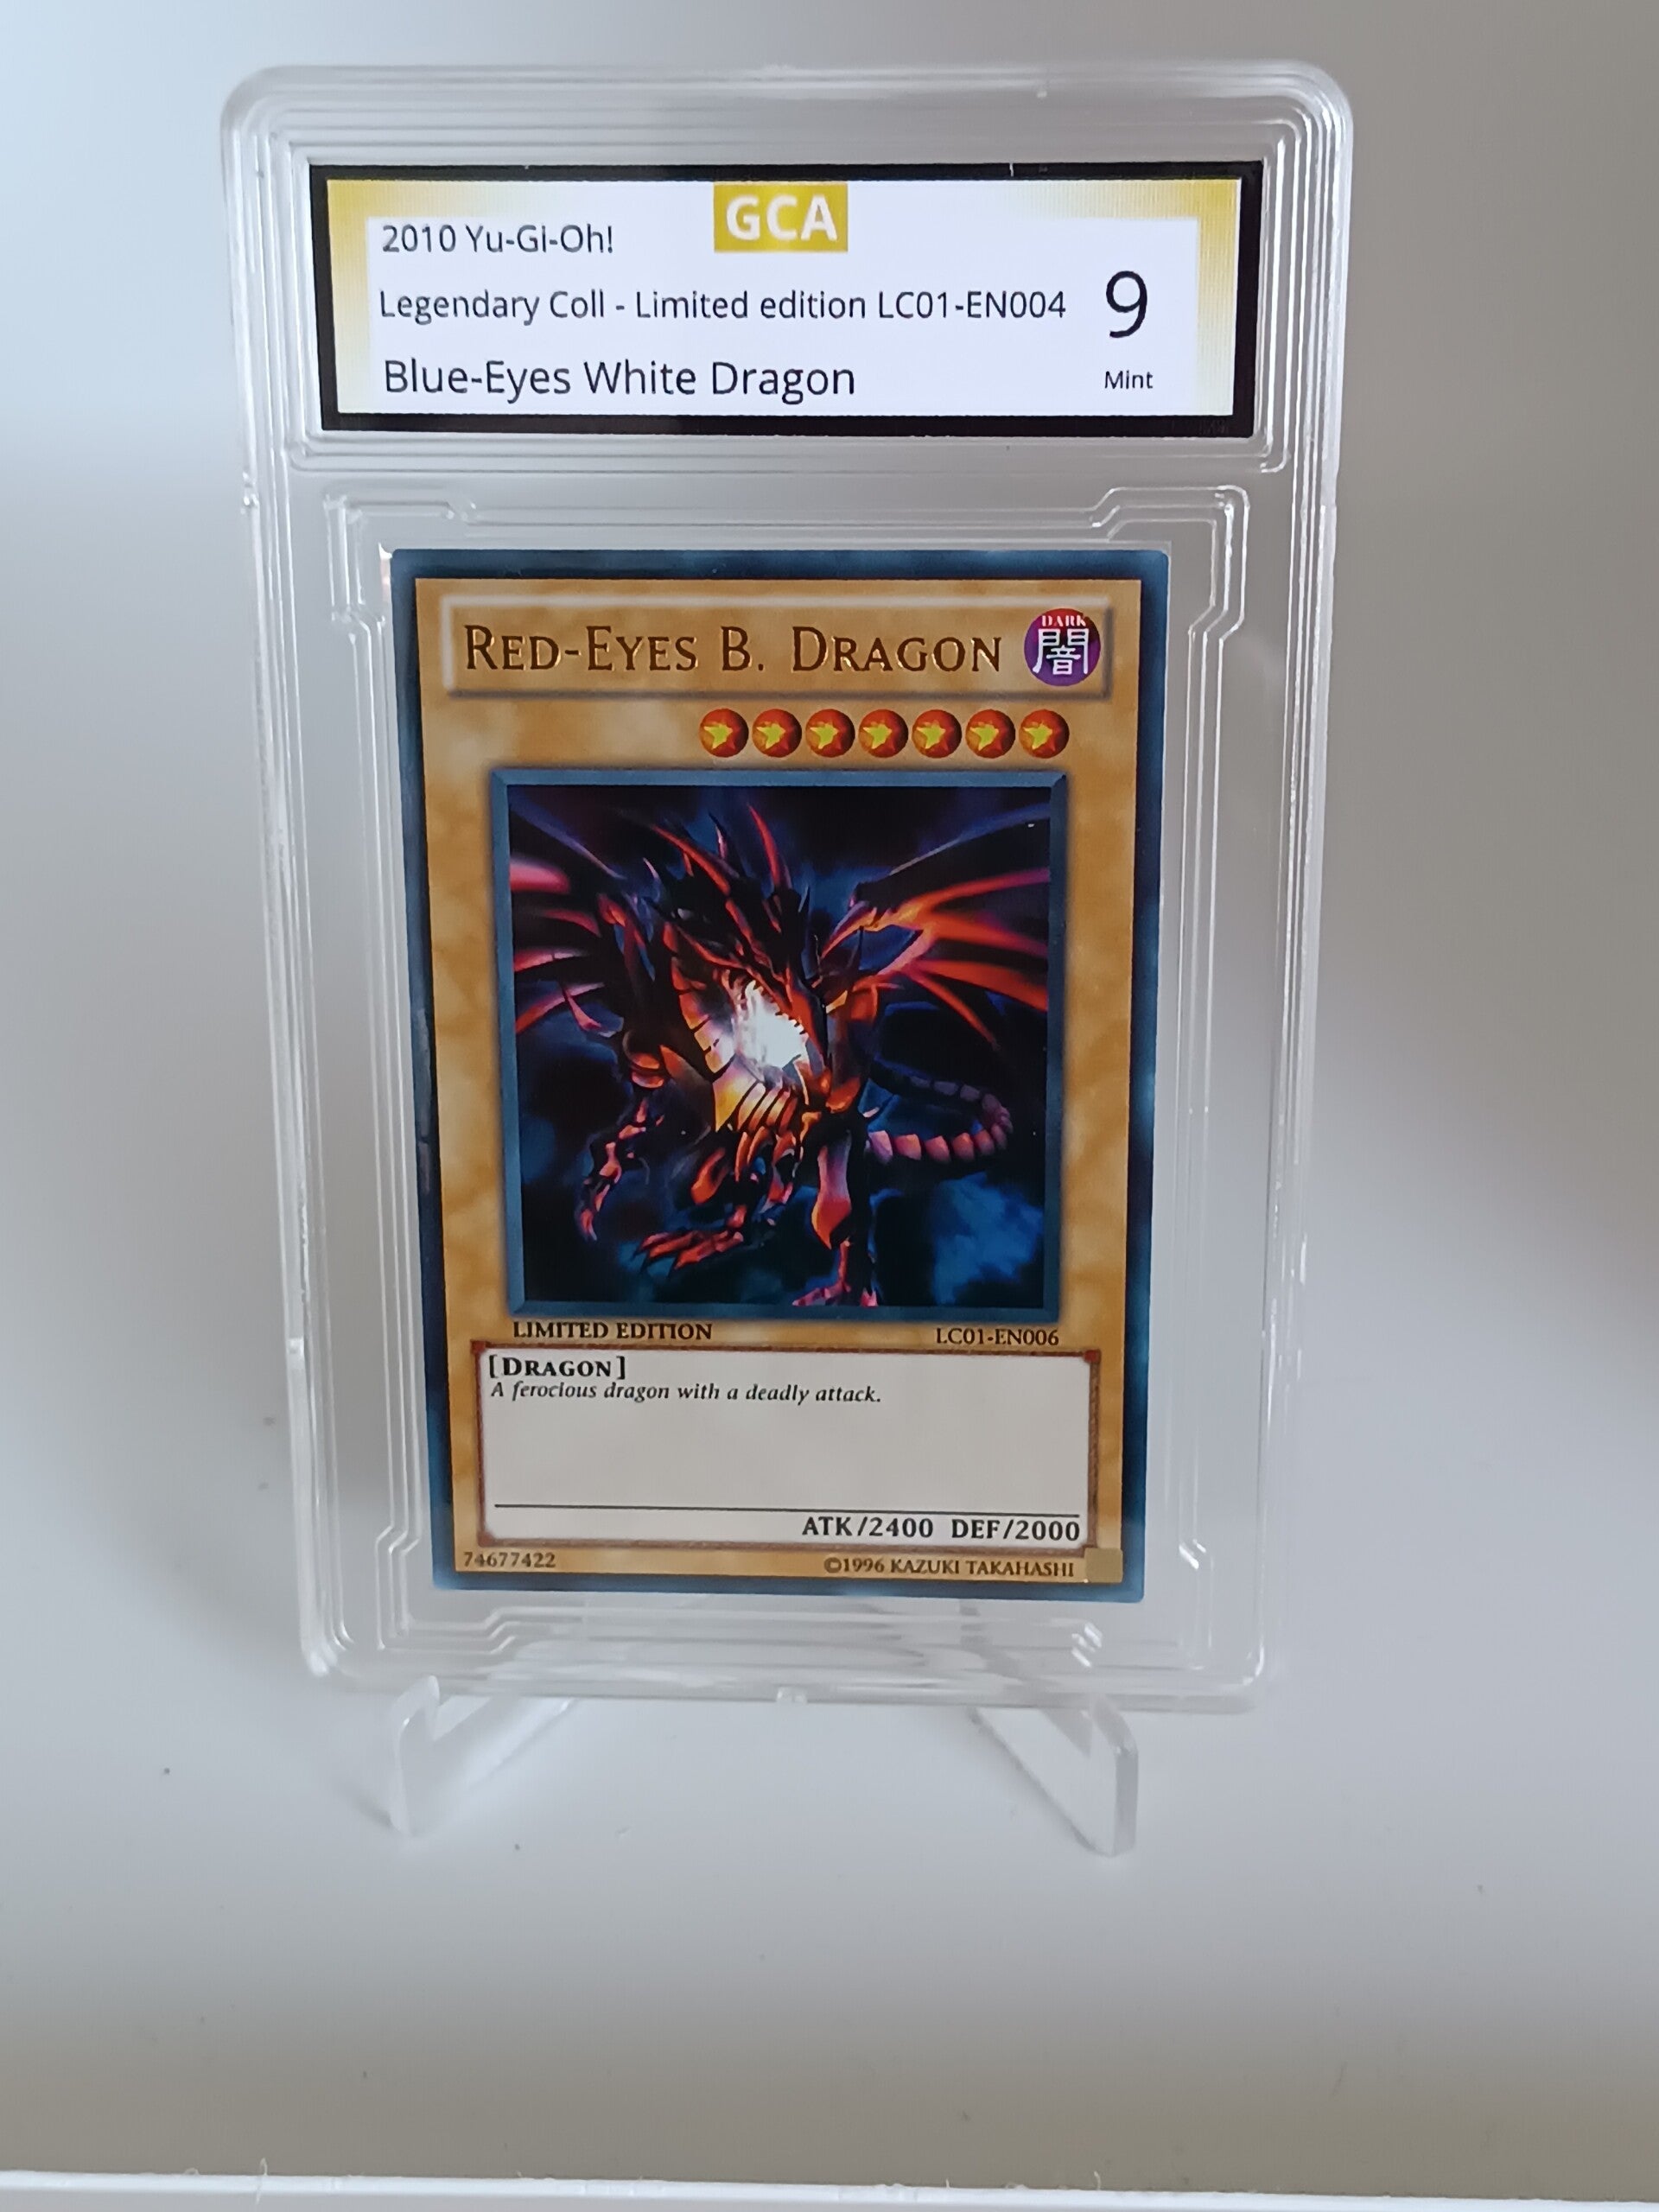 GCA
2010 Yu-Gi-Oh!
Legendary Coll - Limited edition LC01-EN004
9
Blue-Eyes White Dragon
Mint
RED-EYES B. DRAGON
DARK
闇
LIMITED EDITION
LC01-EN006
[DRAGON]
A ferocious dragon with a deadly attack.
ATK/2400 DEF/2000
74677422
©1996 KAZUKI TAKAHASHI